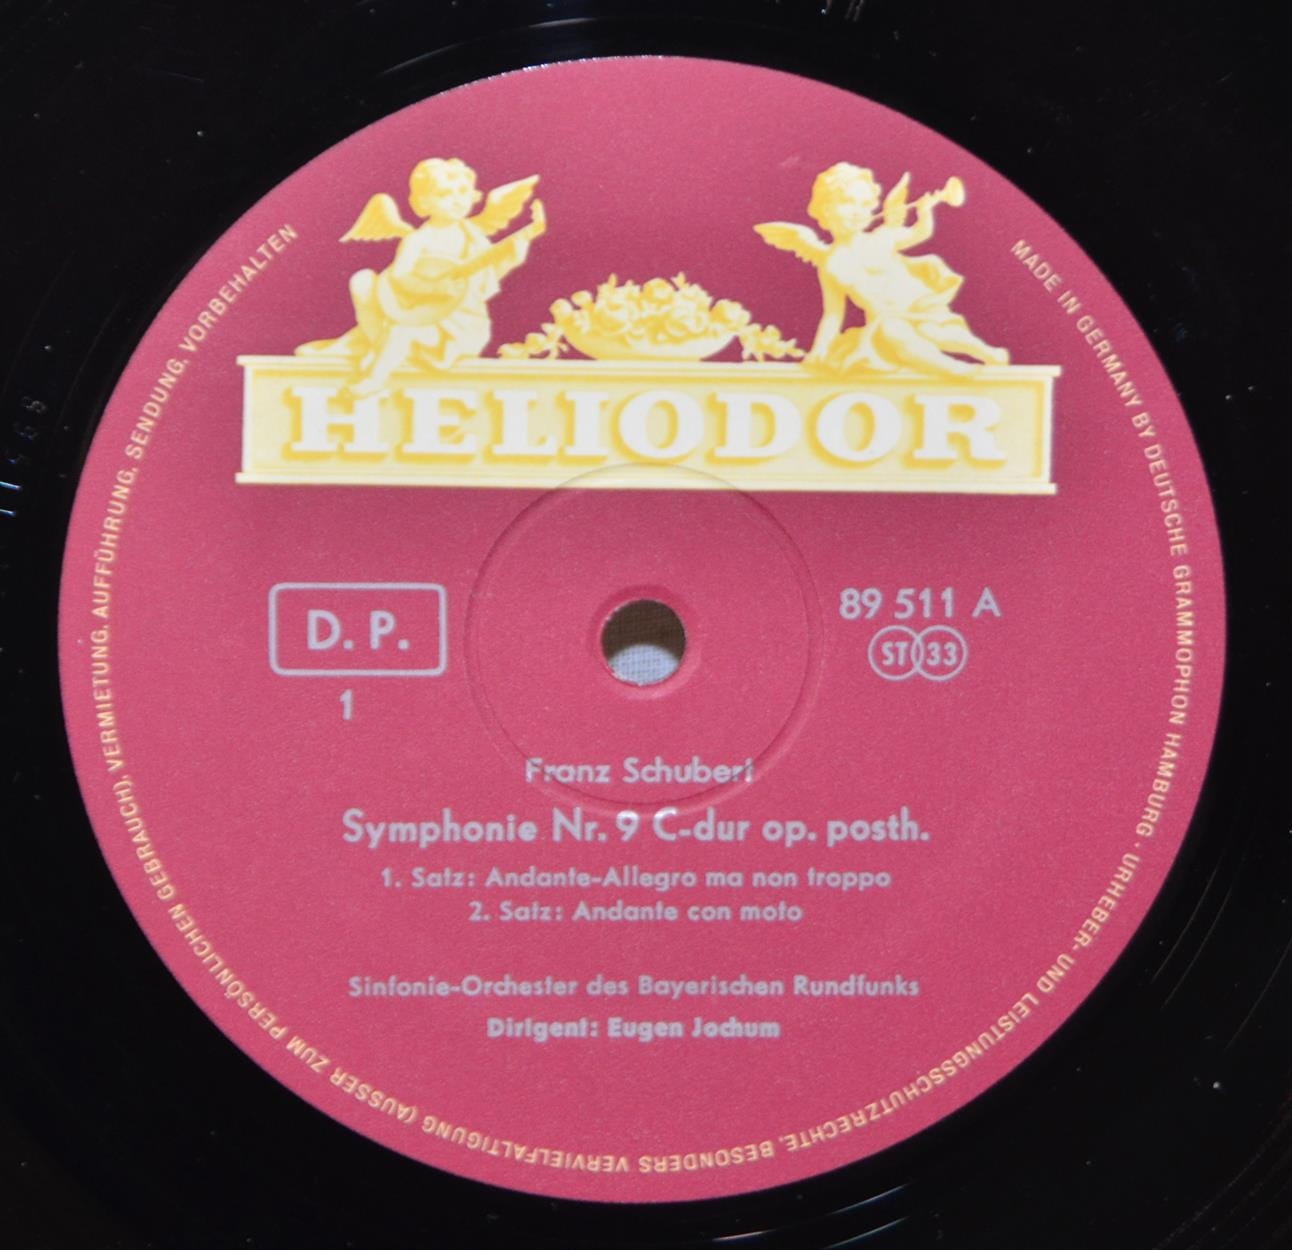 HELIODOR
D. P.
1
89 511 A
ST 33
Franz Schubert
Symphonie Nr. 9 C-dur op. posth.
1. Satz: Andante-Allegro ma non troppo
2. Satz: Andante con moto
Sinfonie-Orchester des Bayerischen Rundfunks
Dirigent: Eugen Jochum
MADE IN GERMANY BY DEUTSCHE GRAMMOPHON HAMBURG · URHEBER- UND LEISTUNGSSCHUTZRECHTE, BESONDERS VERVIELFÄLTIGUNG (AUSSER ZUM PERSÖNLICHEN GEBRAUCH), VERMIETUNG, AUFFÜHRUNG, SENDUNG, VORBEHALTEN